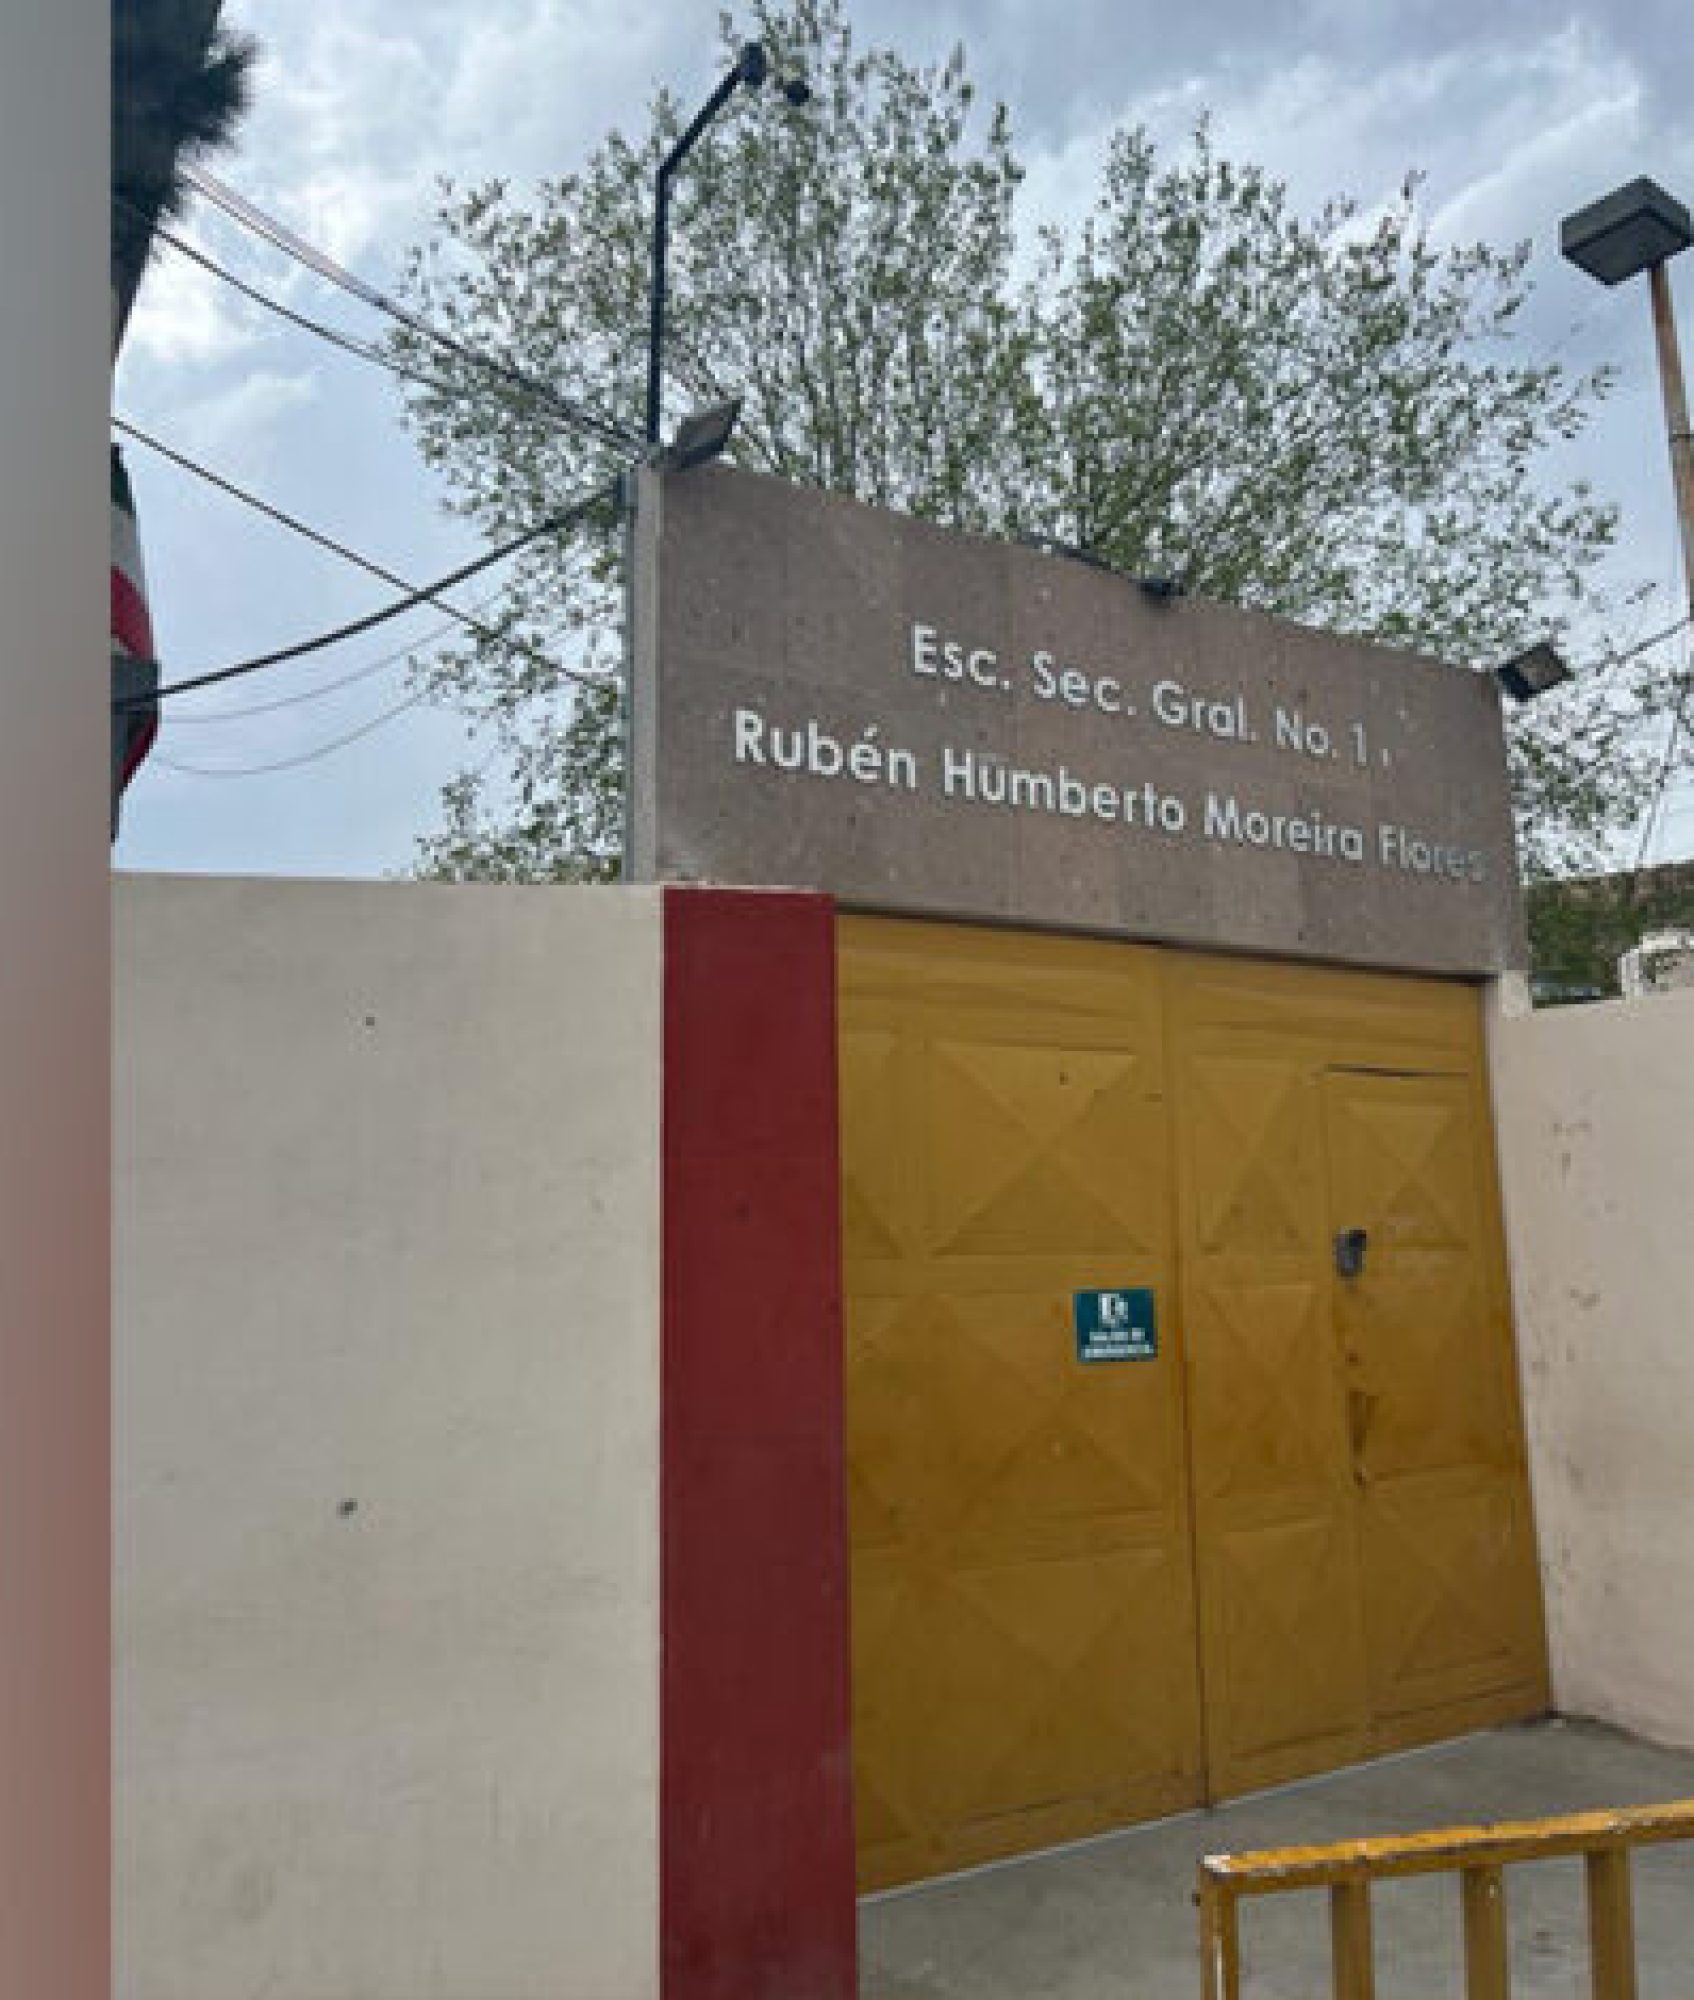 Esc. Sec. Gral. No. 1
Rubén Humberto Moreira Flores